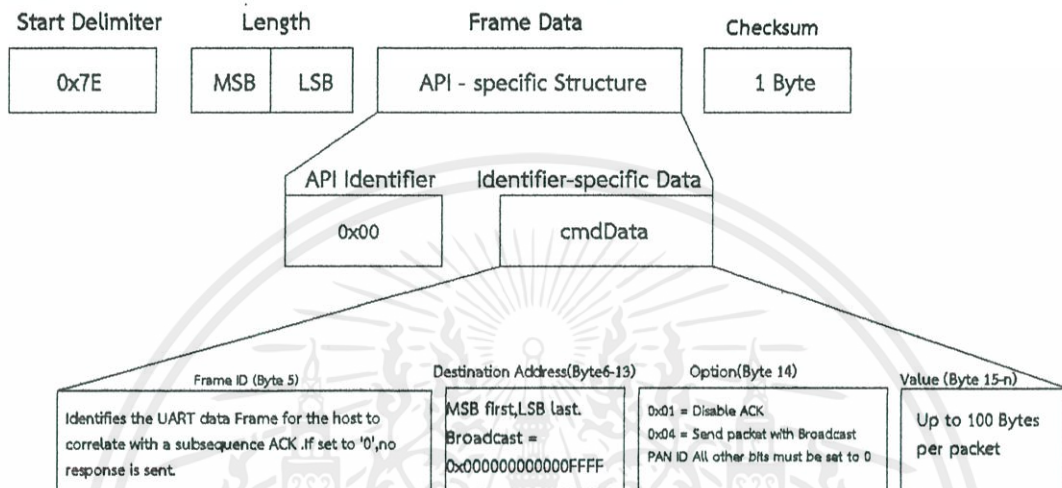 Start Delimiter
Length
Frame Data
Checksum
0x7E
MSB
LSB
API - specific Structure
1 Byte
API Identifier
Identifier-specific Data
0x00
cmdData
Frame ID (Byte 5)
Identifies the UART data Frame for the host to
correlate with a subsequence ACK .If set to '0',no
response is sent.
Destination Address(Byte6-13)
MSB first,LSB last.
Broadcast =
0x000000000000FFFF
Option(Byte 14)
0x01 = Disable ACK
0x04 = Send packet with Broadcast
PAN ID All other bits must be set to 0
Value (Byte 15-n)
Up to 100 Bytes
per packet